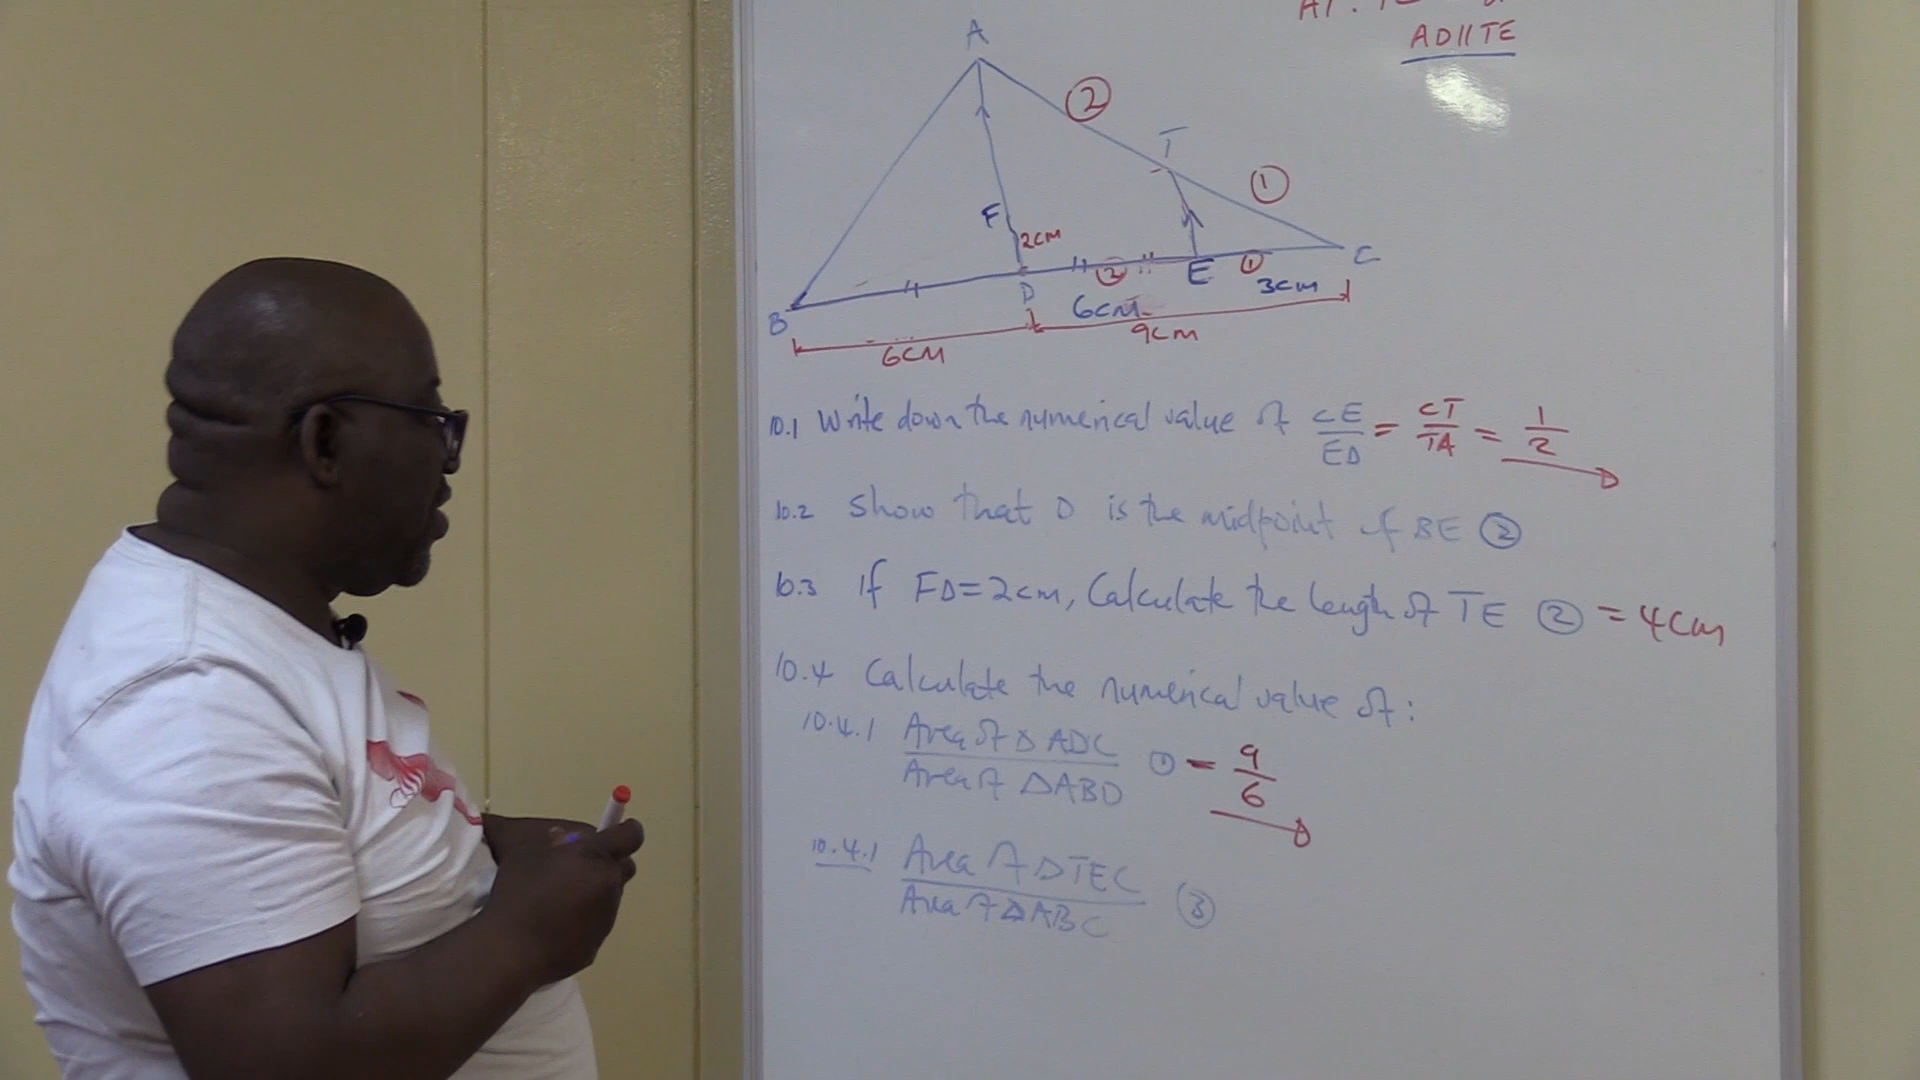 AD//TE
A
②
T
①
F
2cm
②
E
①
C
B
D
6cm
3cm
6cm
9cm
10.1 Write down the numerical value of CE/ED = CT/TA = 1/2
10.2 Show that D is the midpoint of BE ②
10.3 If FD=2cm, Calculate the length of TE ② = 4cm
10.4 Calculate the numerical value of:
10.4.1 Area of △ ADC / Area of △ABD ① = 9/6
10.4.1 Area of △TEC / Area of △ABC ③